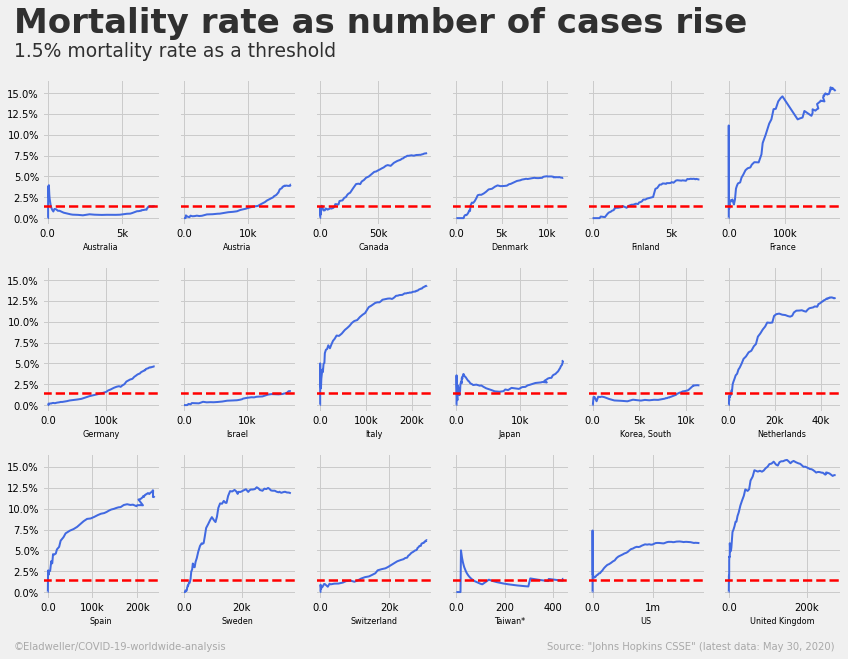 Mortality rate as number of cases rise
1.5% mortality rate as a threshold
15.0%
12.5%
10.0%
7.5%
5.0%
2.5%
0.0%
0.0 5k 0.0 10k 0.0 50k 0.0 5k 10k 0.0 5k 0.0 100k
Australia Austria Canada Denmark Finland France
15.0%
12.5%
10.0%
7.5%
5.0%
2.5%
0.0%
0.0 100k 0.0 10k 0.0 100k 200k 0.0 10k 0.0 5k 10k 0.0 20k 40k
Germany Israel Italy Japan Korea, South Netherlands
15.0%
12.5%
10.0%
7.5%
5.0%
2.5%
0.0%
0.0 100k 200k 0.0 20k 0.0 20k 0.0 200 400 0.0 1m 0.0 200k
Spain Sweden Switzerland Taiwan* US United Kingdom
©Eladweller/COVID-19-worldwide-analysis Source: "Johns Hopkins CSSE" (latest data: May 30, 2020)